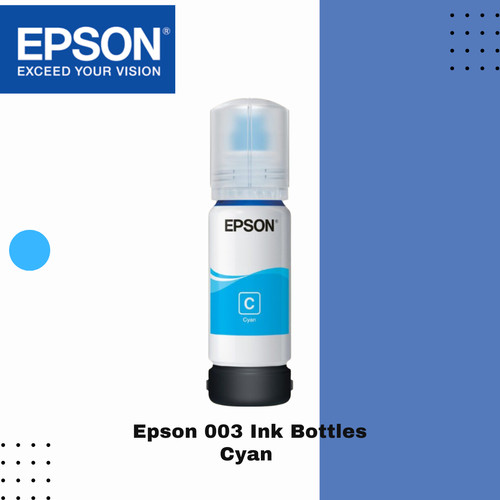 EPSON®
EXCEED YOUR VISION
EPSON®
C
Cyan
Epson 003 Ink Bottles
Cyan